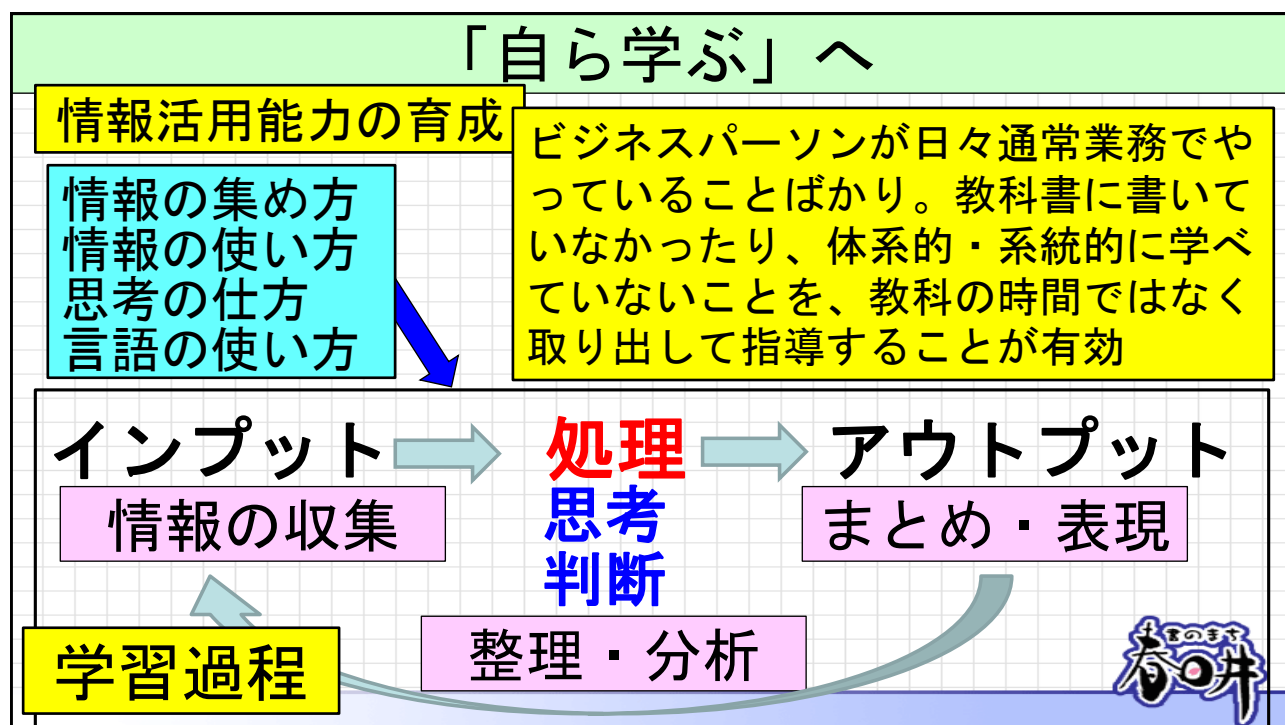 「自ら学ぶ」へ
情報活用能力の育成
ビジネスパーソンが日々通常業務でや
っていることばかり。教科書に書いて
いなかったり、体系的・系統的に学べ
ていないことを、教科の時間ではなく
取り出して指導することが有効
情報の集め方
情報の使い方
思考の仕方
言語の使い方
インプット
処理
アウトプット
情報の収集
思考
判断
まとめ・表現
整理・分析
学習過程
書のまち
春日井